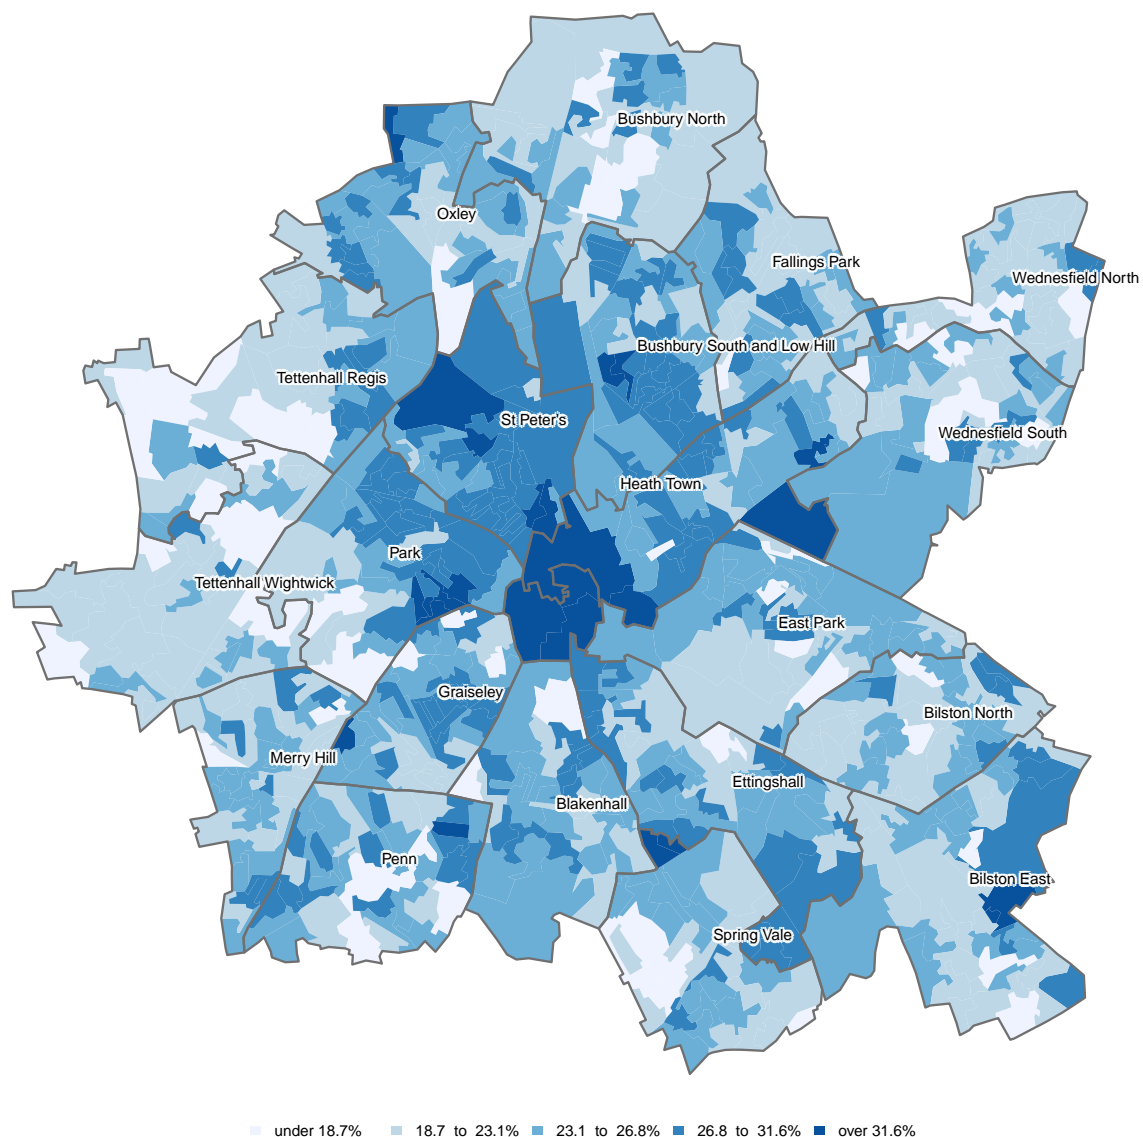 Bushbury North
Oxley
Fallings Park
Wednesfield North
Bushbury South and Low Hill
Tettenhall Regis
St Peter's
Wednesfield South
Heath Town
Park
Tettenhall Wightwick
East Park
Graiseley
Bilston North
Merry Hill
Ettingshall
Blakenhall
Penn
Bilston East
Spring Vale
under 18.7% 18.7 to 23.1% 23.1 to 26.8% 26.8 to 31.6% over 31.6%